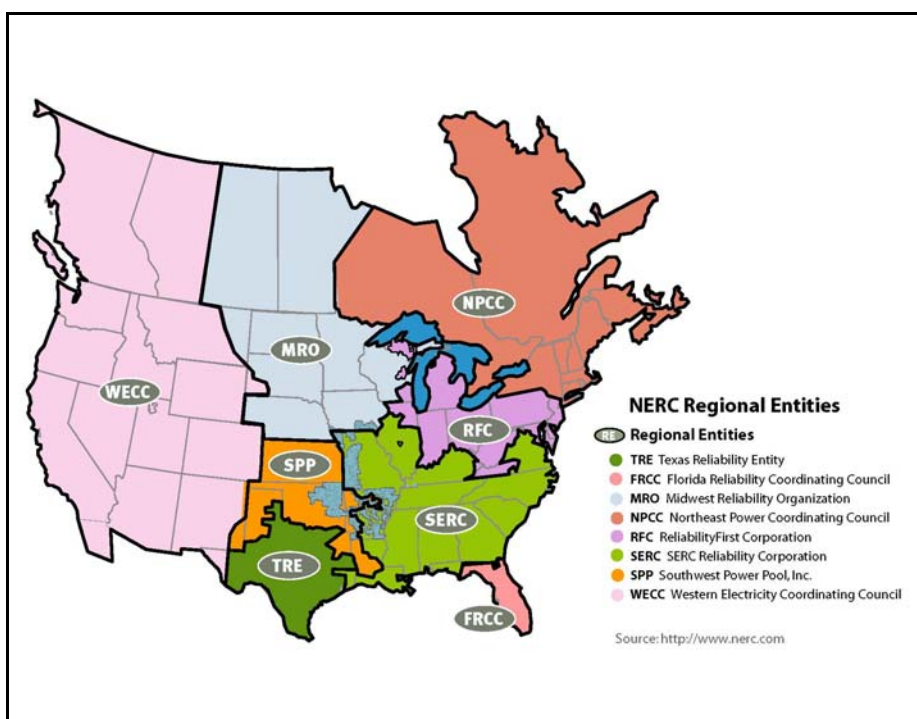 NPCC
MRO
WECC
RFC
SPP
SERC
TRE
FRCC
NERC Regional Entities
RE Regional Entities
TRE Texas Reliability Entity
FRCC Florida Reliability Coordinating Council
MRO Midwest Reliability Organization
NPCC Northeast Power Coordinating Council
RFC ReliabilityFirst Corporation
SERC SERC Reliability Corporation
SPP Southwest Power Pool, Inc.
WECC Western Electricity Coordinating Council
Source: http://www.nerc.com